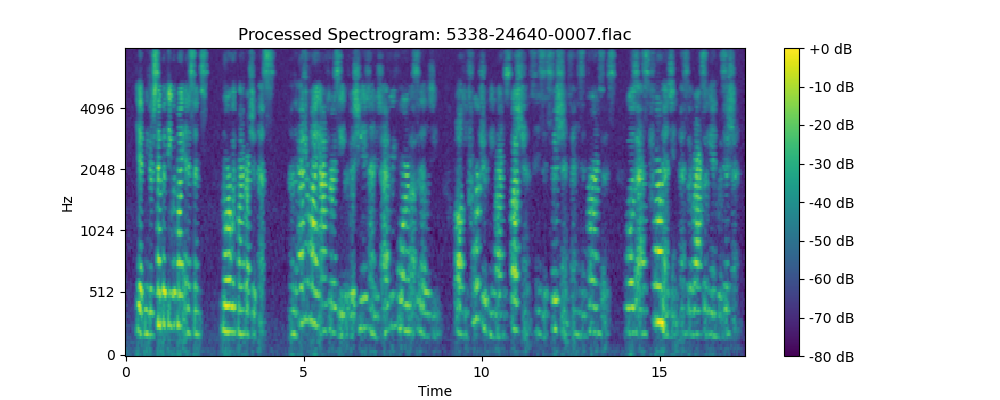 Processed Spectrogram: 5338-24640-0007.flac
Hz
4096
2048
1024
512
0
0 5 10 15
Time
+0 dB
-10 dB
-20 dB
-30 dB
-40 dB
-50 dB
-60 dB
-70 dB
-80 dB